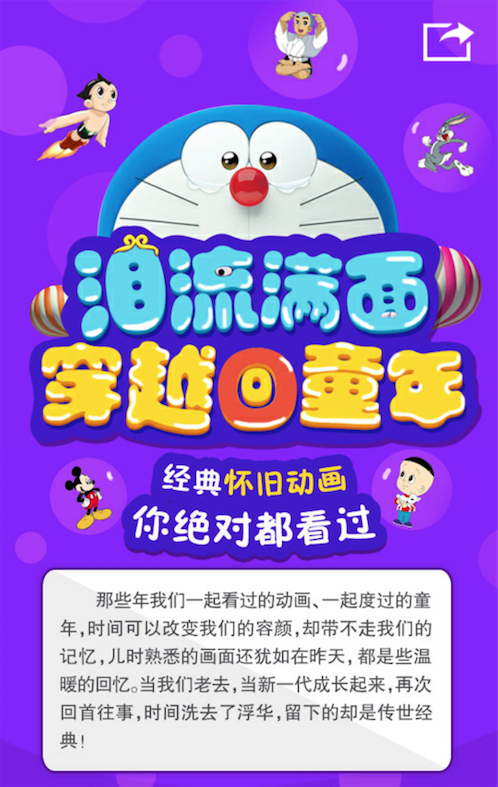 泪流满面
穿越回童年
经典怀旧动画
你绝对都看过
那些年我们一起看过的动画、一起度过的童
年,时间可以改变我们的容颜,却带不走我们的
记忆,儿时熟悉的画面还犹如在昨天, 都是些温
暖的回忆。当我们老去,当新一代成长起来,再次
回首往事,时间洗去了浮华,留下的却是传世经
典!